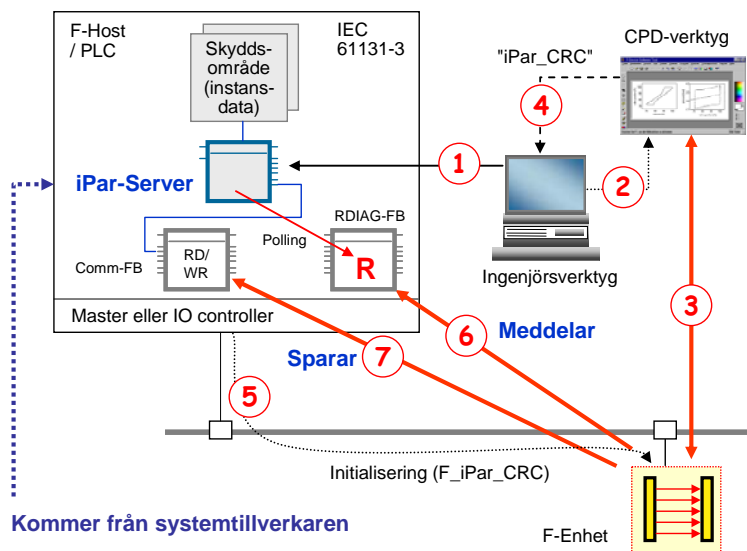 F-Host
/ PLC
IEC
61131-3
Skydds-
område
(instans-
data)
iPar-Server
RDIAG-FB
Polling
Comm-FB
RD/
WR
R
Master eller IO controller
"iPar_CRC"
CPD-verktyg
4
1
2
Ingenjörsverktyg
3
6
Meddelar
Sparar
7
5
Initialisering (F_iPar_CRC)
Kommer från systemtillverkaren
F-Enhet